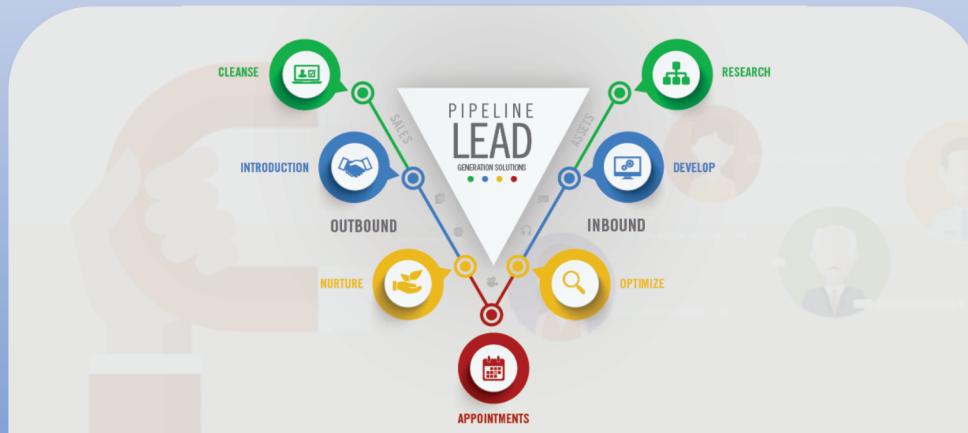 CLEANSE
RESEARCH
PIPELINE
LEAD
GENERATION SOLUTIONS
SALES
ASSETS
INTRODUCTION
DEVELOP
OUTBOUND
INBOUND
NURTURE
OPTIMIZE
APPOINTMENTS